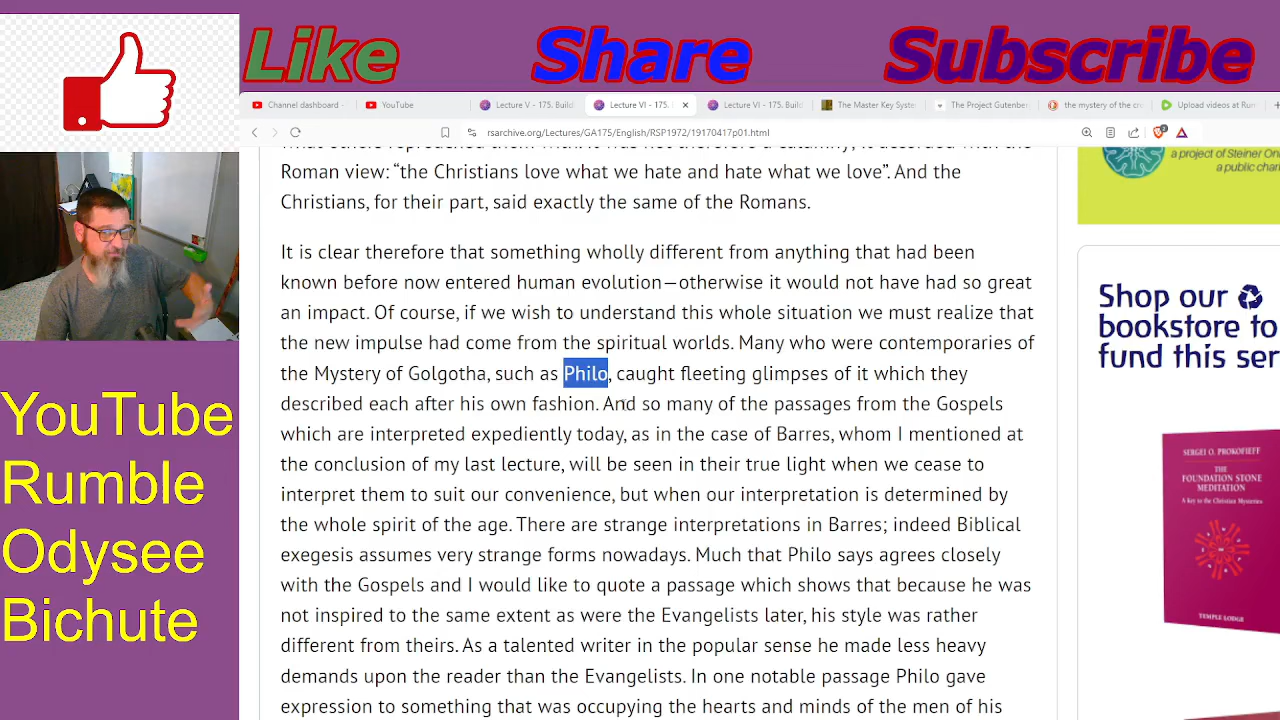 Like Share Subscribe
Channel dashboard -
YouTube
Lecture V - 175. Build
Lecture VI - 175.
Lecture VI - 175. Build
The Master Key Syste
The Project Gutenber
the mystery of the cro
Upload videos at Rum
rsarchive.org/Lectures/GA175/English/RSP1972/19170417p01.html
2
Roman view: “the Christians love what we hate and hate what we love”. And the
Christians, for their part, said exactly the same of the Romans.
It is clear therefore that something wholly different from anything that had been
known before now entered human evolution—otherwise it would not have had so great
an impact. Of course, if we wish to understand this whole situation we must realize that
the new impulse had come from the spiritual worlds. Many who were contemporaries of
the Mystery of Golgotha, such as Philo, caught fleeting glimpses of it which they
described each after his own fashion. And so many of the passages from the Gospels
which are interpreted expediently today, as in the case of Barres, whom I mentioned at
the conclusion of my last lecture, will be seen in their true light when we cease to
interpret them to suit our convenience, but when our interpretation is determined by
the whole spirit of the age. There are strange interpretations in Barres; indeed Biblical
exegesis assumes very strange forms nowadays. Much that Philo says agrees closely
with the Gospels and I would like to quote a passage which shows that because he was
not inspired to the same extent as were the Evangelists later, his style was rather
different from theirs. As a talented writer in the popular sense he made less heavy
demands upon the reader than the Evangelists. In one notable passage Philo gave
expression to something that was occupying the hearts and minds of the men of his
a project of Steiner On
a public char
Shop our
bookstore to
fund this ser
SERGEI O. PROKOFIEFF
THE
FOUNDATION STONE
MEDITATION
A Key to the Christian Mysteries
TEMPLE LODGE
YouTube
Rumble
Odysee
Bichute